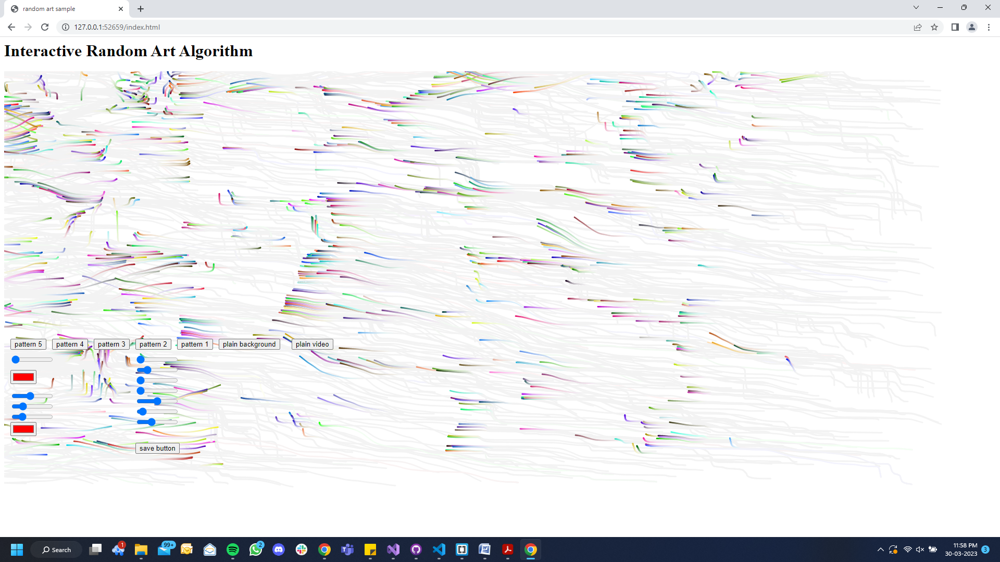 random art sample
127.0.0.1:52659/index.html
Interactive Random Art Algorithm
pattern 5 pattern 4 pattern 3 pattern 2 pattern 1 plain background plain video
save button
Search 1 99+ 2 11:58 PM 3
30-03-2023